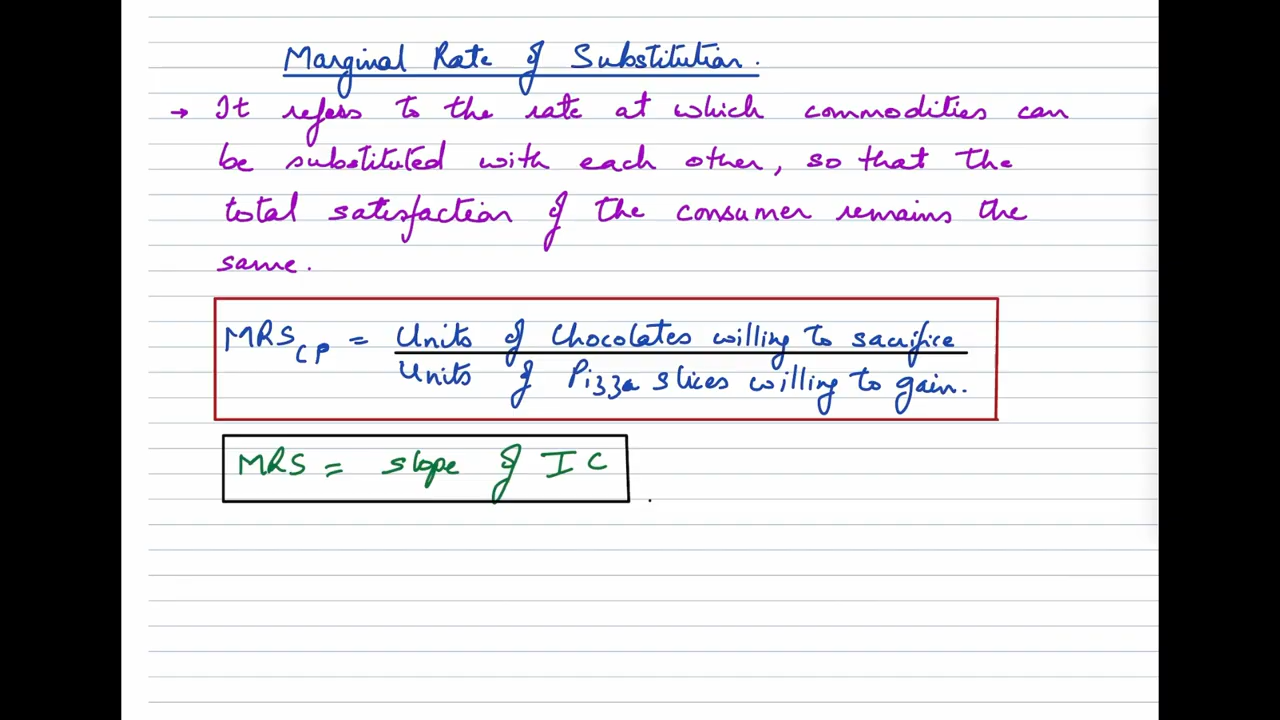 Marginal Rate of Substitution.
→ It refers to the rate at which commodities can
be substituted with each other, so that the
total satisfaction of the consumer remains the
same.
MRS_CP = Units of Chocolates willing to sacrifice
Units of Pizza slices willing to gain.
MRS = slope of IC